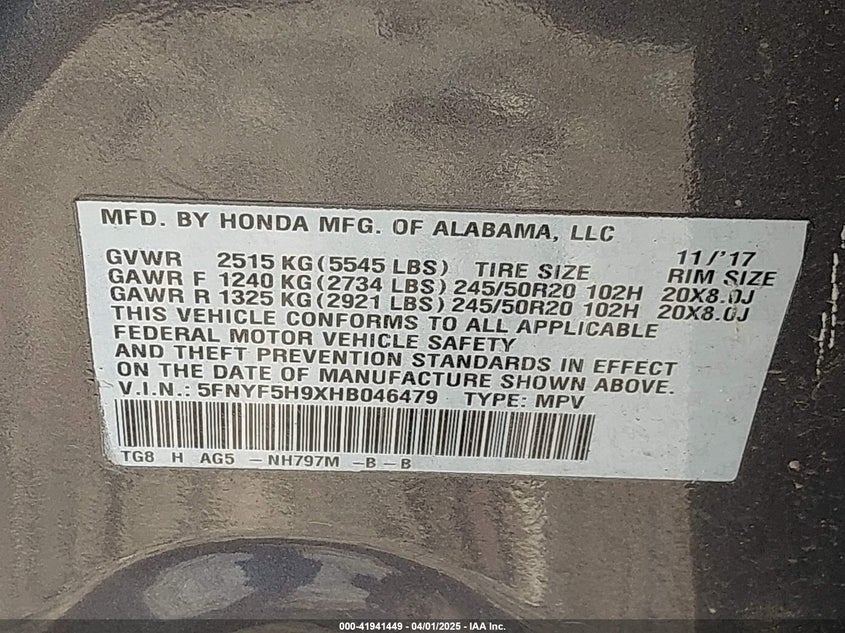 MFD. BY HONDA MFG. OF ALABAMA, LLC
11/'17
GVWR 2515 KG (5545 LBS) TIRE SIZE RIM SIZE
GAWR F 1240 KG (2734 LBS) 245/50R20 102H 20X8.0J
GAWR R 1325 KG (2921 LBS) 245/50R20 102H 20X8.0J
THIS VEHICLE CONFORMS TO ALL APPLICABLE
FEDERAL MOTOR VEHICLE SAFETY
AND THEFT PREVENTION STANDARDS IN EFFECT
ON THE DATE OF MANUFACTURE SHOWN ABOVE.
V.I.N.: 5FNYF5H9XHB046479 TYPE: MPV
TG8 H AG5 -NH797M -B-B
000-41941449 - 04/01/2025 - IAA Inc.